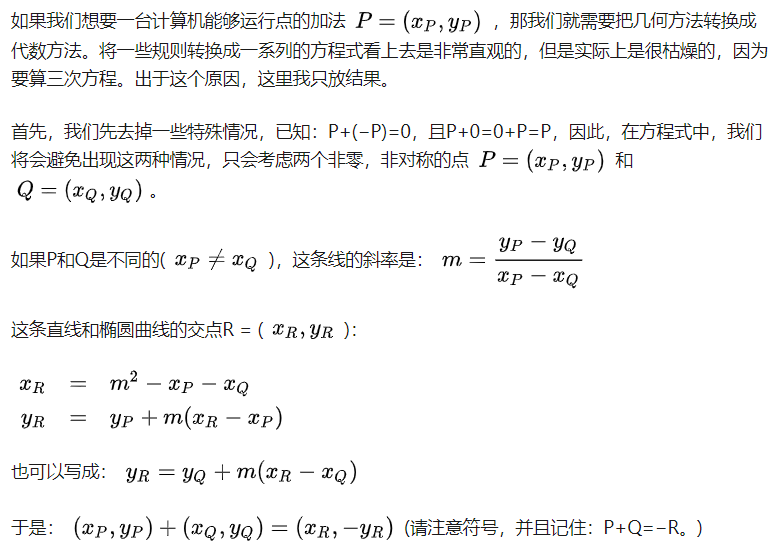 如果我们想要一台计算机能够运行点的加法 P = (x_P, y_P) ，那我们就需要把几何方法转换成
代数方法。将一些规则转换成一系列的方程式看上去是非常直观的，但是实际上是很枯燥的，因为
要算三次方程。出于这个原因，这里我只放结果。
首先，我们先去掉一些特殊情况，已知：P+(−P)=0，且P+0=0+P=P，因此，在方程式中，我们
将会避免出现这两种情况，只会考虑两个非零，非对称的点 P = (x_P, y_P) 和
Q = (x_Q, y_Q) 。
如果P和Q是不同的( x_P ≠ x_Q )，这条线的斜率是： m = \frac{y_P − y_Q}{x_P − x_Q}
这条直线和椭圆曲线的交点R = ( x_R, y_R )：
x_R = m^2 − x_P − x_Q
y_R = y_P + m(x_R − x_P)
也可以写成： y_R = y_Q + m(x_R − x_Q)
于是： (x_P, y_P) + (x_Q, y_Q) = (x_R, −y_R) (请注意符号，并且记住：P+Q=−R。)